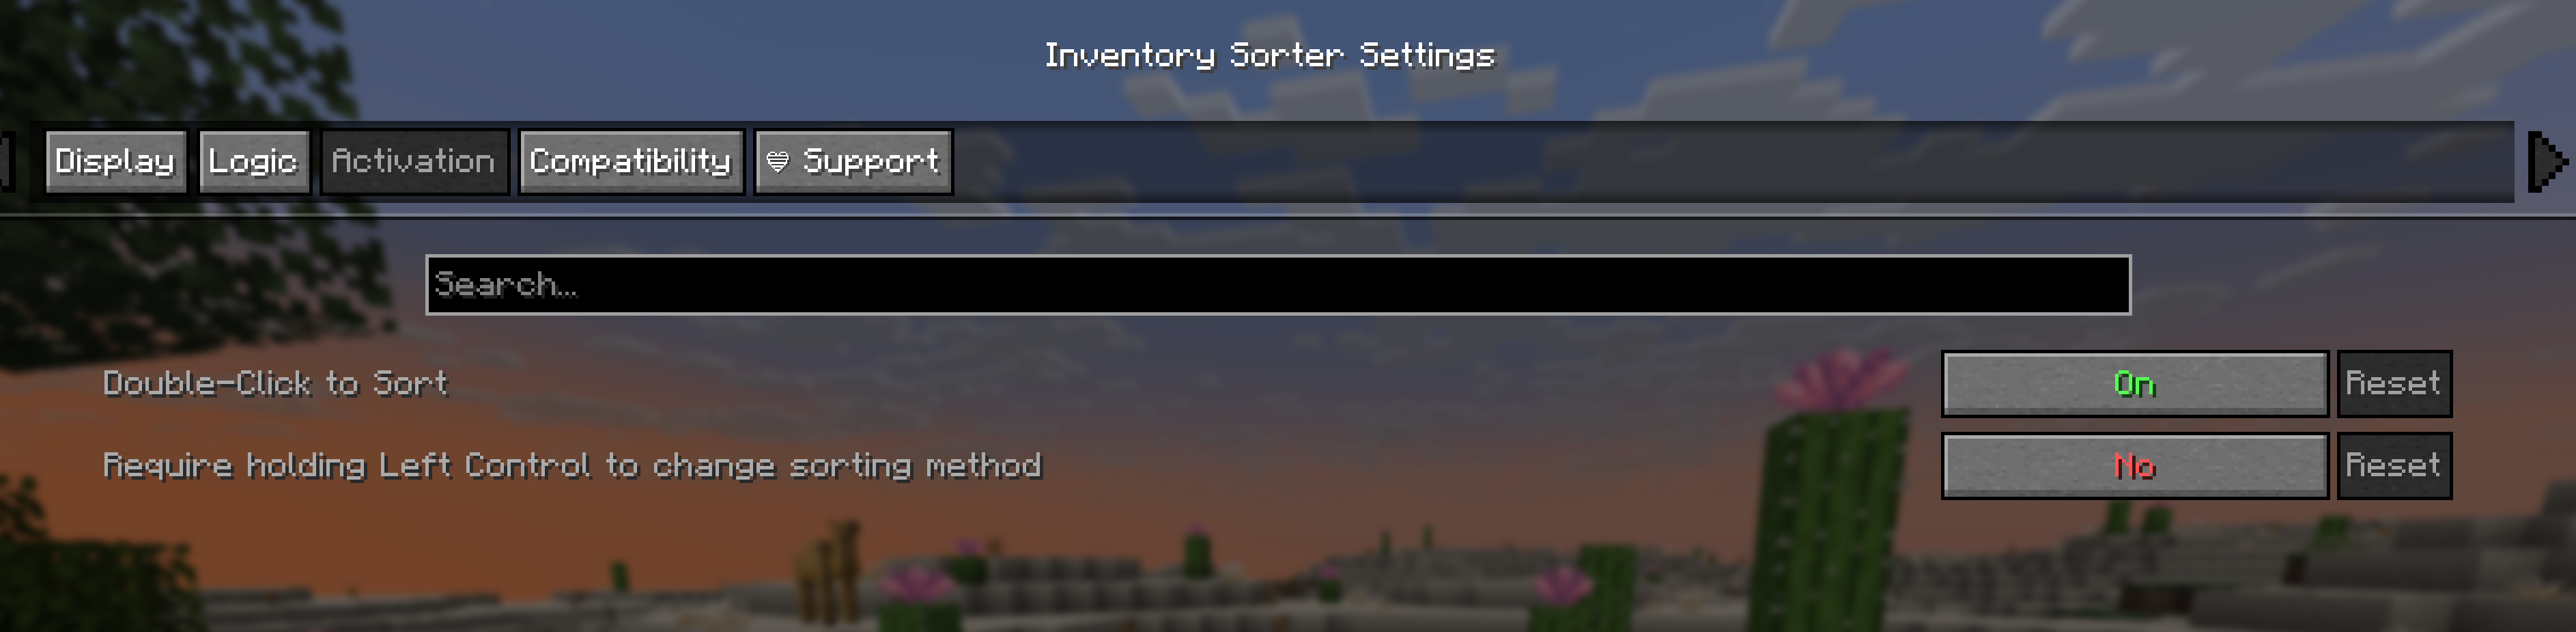 Inventory Sorter Settings
Display Logic Activation Compatibility ♥ Support
Search...
Double-Click to Sort On Reset
Require holding Left Control to change sorting method No Reset